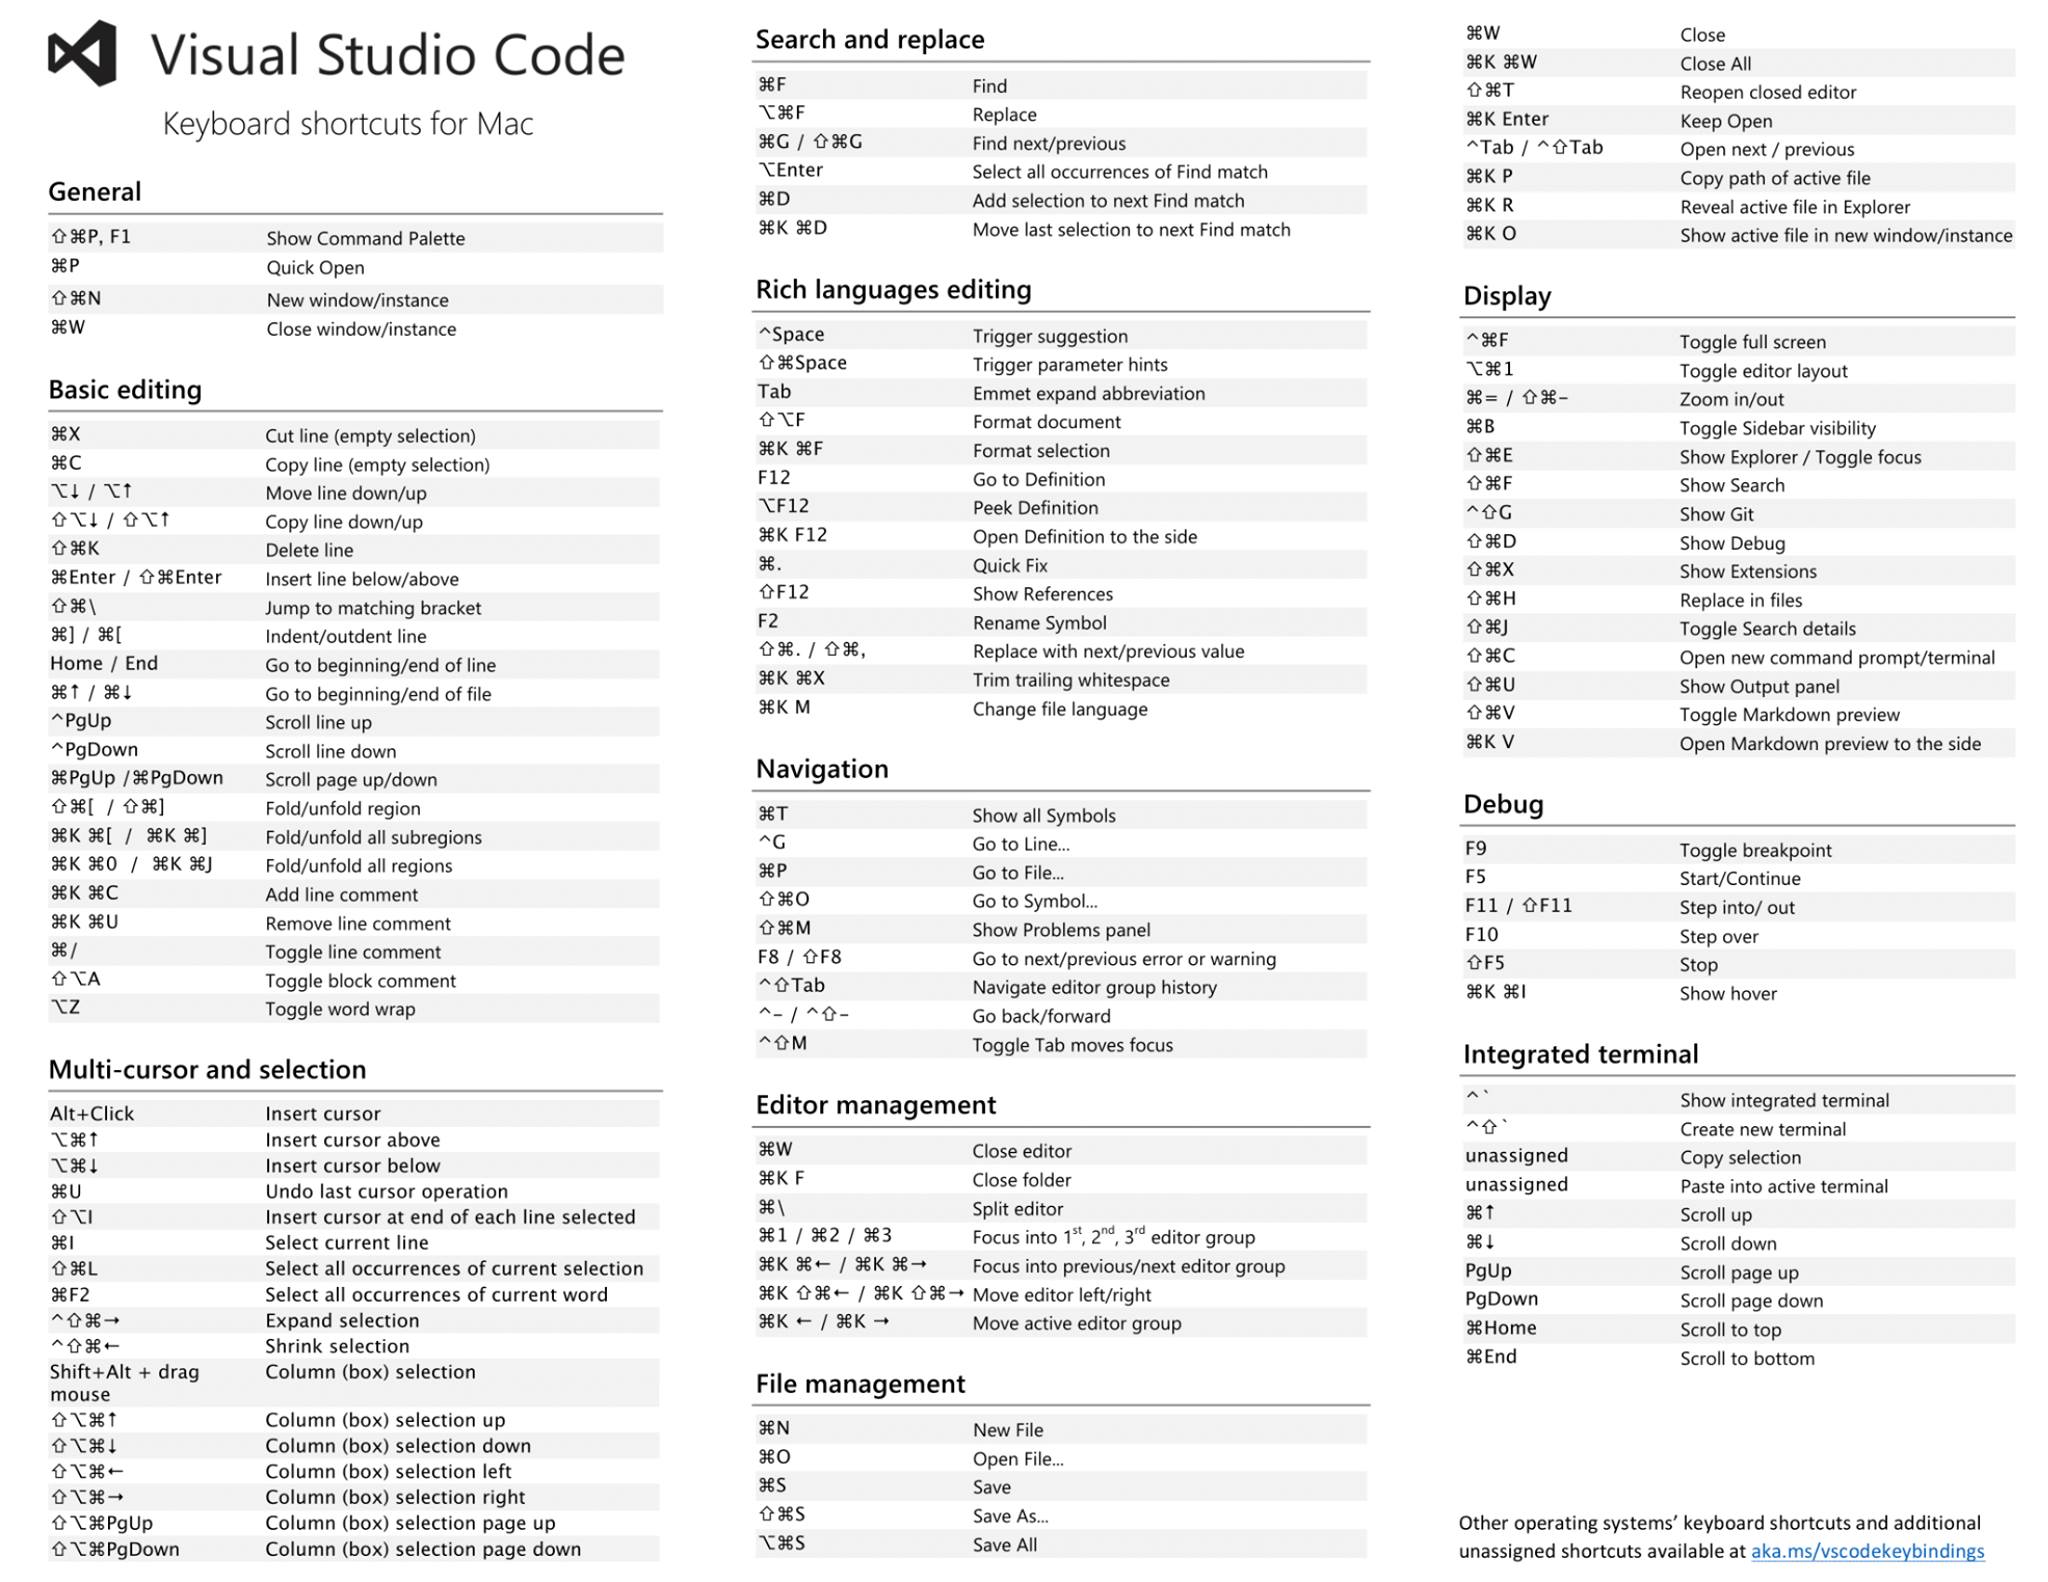 Visual Studio Code
Keyboard shortcuts for Mac
General
⇧⌘P, F1 Show Command Palette
⌘P Quick Open
⇧⌘N New window/instance
⌘W Close window/instance
Basic editing
⌘X Cut line (empty selection)
⌘C Copy line (empty selection)
⌥↓ / ⌥↑ Move line down/up
⇧⌥↓ / ⇧⌥↑ Copy line down/up
⇧⌘K Delete line
⌘Enter / ⇧⌘Enter Insert line below/above
⇧⌘\ Jump to matching bracket
⌘] / ⌘[ Indent/outdent line
Home / End Go to beginning/end of line
⌘↑ / ⌘↓ Go to beginning/end of file
^PgUp Scroll line up
^PgDown Scroll line down
⌘PgUp /⌘PgDown Scroll page up/down
⇧⌘[ / ⇧⌘] Fold/unfold region
⌘K ⌘[ / ⌘K ⌘] Fold/unfold all subregions
⌘K ⌘0 / ⌘K ⌘J Fold/unfold all regions
⌘K ⌘C Add line comment
⌘K ⌘U Remove line comment
⌘/ Toggle line comment
⇧⌥A Toggle block comment
⌥Z Toggle word wrap
Multi-cursor and selection
Alt+Click Insert cursor
⌥⌘↑ Insert cursor above
⌥⌘↓ Insert cursor below
⌘U Undo last cursor operation
⇧⌥I Insert cursor at end of each line selected
⌘I Select current line
⇧⌘L Select all occurrences of current selection
⌘F2 Select all occurrences of current word
^⇧⌘→ Expand selection
^⇧⌘← Shrink selection
Shift+Alt + drag Column (box) selection
mouse
⇧⌥⌘↑ Column (box) selection up
⇧⌥⌘↓ Column (box) selection down
⇧⌥⌘← Column (box) selection left
⇧⌥⌘→ Column (box) selection right
⇧⌥⌘PgUp Column (box) selection page up
⇧⌥⌘PgDown Column (box) selection page down
Search and replace
⌘F Find
⌥⌘F Replace
⌘G / ⇧⌘G Find next/previous
⌥Enter Select all occurrences of Find match
⌘D Add selection to next Find match
⌘K ⌘D Move last selection to next Find match
Rich languages editing
^Space Trigger suggestion
⇧⌘Space Trigger parameter hints
Tab Emmet expand abbreviation
⇧⌥F Format document
⌘K ⌘F Format selection
F12 Go to Definition
⌥F12 Peek Definition
⌘K F12 Open Definition to the side
⌘. Quick Fix
⇧F12 Show References
F2 Rename Symbol
⇧⌘. / ⇧⌘, Replace with next/previous value
⌘K ⌘X Trim trailing whitespace
⌘K M Change file language
Navigation
⌘T Show all Symbols
^G Go to Line...
⌘P Go to File...
⇧⌘O Go to Symbol...
⇧⌘M Show Problems panel
F8 / ⇧F8 Go to next/previous error or warning
^⇧Tab Navigate editor group history
^- / ^⇧- Go back/forward
^⇧M Toggle Tab moves focus
Editor management
⌘W Close editor
⌘K F Close folder
⌘\ Split editor
⌘1 / ⌘2 / ⌘3 Focus into 1st, 2nd, 3rd editor group
⌘K ⌘← / ⌘K ⌘→ Focus into previous/next editor group
⌘K ⇧⌘← / ⌘K ⇧⌘→ Move editor left/right
⌘K ← / ⌘K → Move active editor group
File management
⌘N New File
⌘O Open File...
⌘S Save
⇧⌘S Save As...
⌥⌘S Save All
⌘W Close
⌘K ⌘W Close All
⇧⌘T Reopen closed editor
⌘K Enter Keep Open
^Tab / ^⇧Tab Open next / previous
⌘K P Copy path of active file
⌘K R Reveal active file in Explorer
⌘K O Show active file in new window/instance
Display
^⌘F Toggle full screen
⌥⌘1 Toggle editor layout
⌘= / ⇧⌘- Zoom in/out
⌘B Toggle Sidebar visibility
⇧⌘E Show Explorer / Toggle focus
⇧⌘F Show Search
^⇧G Show Git
⇧⌘D Show Debug
⇧⌘X Show Extensions
⇧⌘H Replace in files
⇧⌘J Toggle Search details
⇧⌘C Open new command prompt/terminal
⇧⌘U Show Output panel
⇧⌘V Toggle Markdown preview
⌘K V Open Markdown preview to the side
Debug
F9 Toggle breakpoint
F5 Start/Continue
F11 / ⇧F11 Step into/ out
F10 Step over
⇧F5 Stop
⌘K ⌘I Show hover
Integrated terminal
^` Show integrated terminal
^⇧` Create new terminal
unassigned Copy selection
unassigned Paste into active terminal
⌘↑ Scroll up
⌘↓ Scroll down
PgUp Scroll page up
PgDown Scroll page down
⌘Home Scroll to top
⌘End Scroll to bottom
Other operating systems’ keyboard shortcuts and additional
unassigned shortcuts available at aka.ms/vscodekeybindings